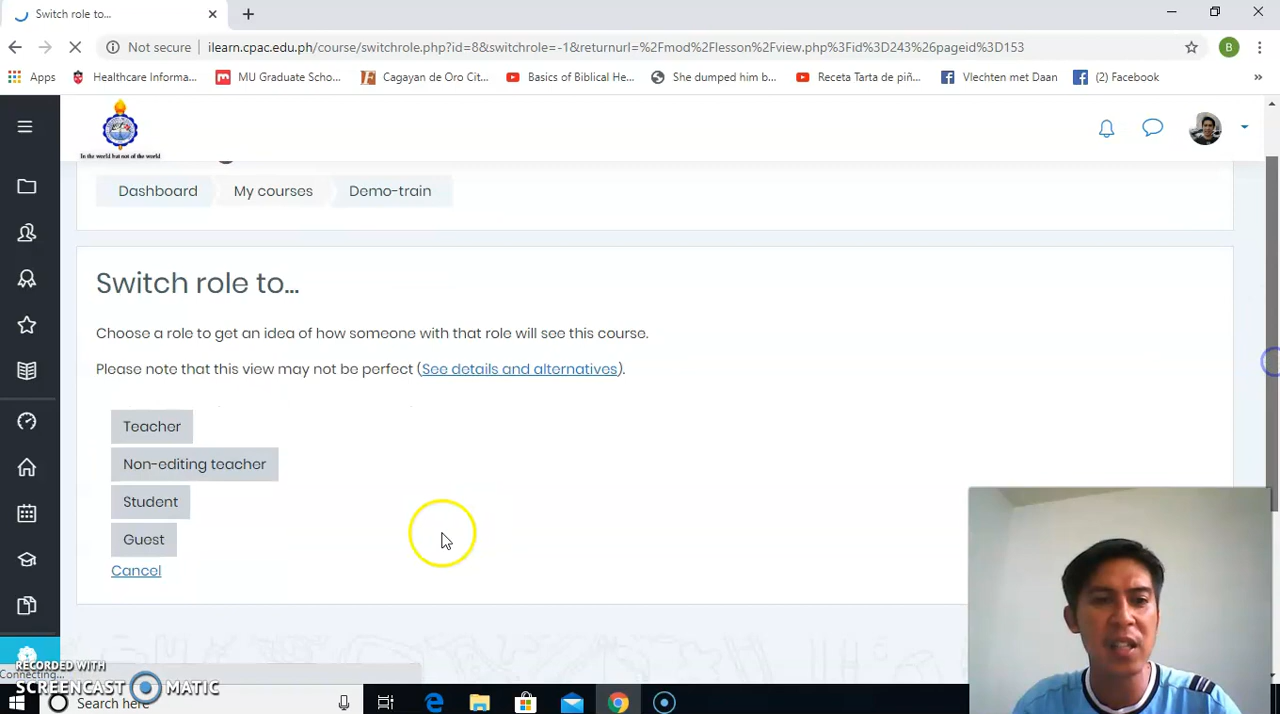 Switch role to...
Not secure
ilearn.cpac.edu.ph/course/switchrole.php?id=8&switchrole=-1&returnurl=%2Fmod%2Flesson%2Fview.php%3Fid%3D243%26pageid%3D153
B
Apps
Healthcare Informa...
MU Graduate Scho...
Cagayan de Oro Cit...
Basics of Biblical He...
She dumped him b...
Receta Tarta de piñ...
Vlechten met Daan
(2) Facebook
In the world but not of the world
Dashboard
My courses
Demo-train
Switch role to...
Choose a role to get an idea of how someone with that role will see this course.
Please note that this view may not be perfect (See details and alternatives).
Teacher
Non-editing teacher
Student
Guest
Cancel
Connecting...
RECORDED WITH
SCREENCAST MATIC
Search here